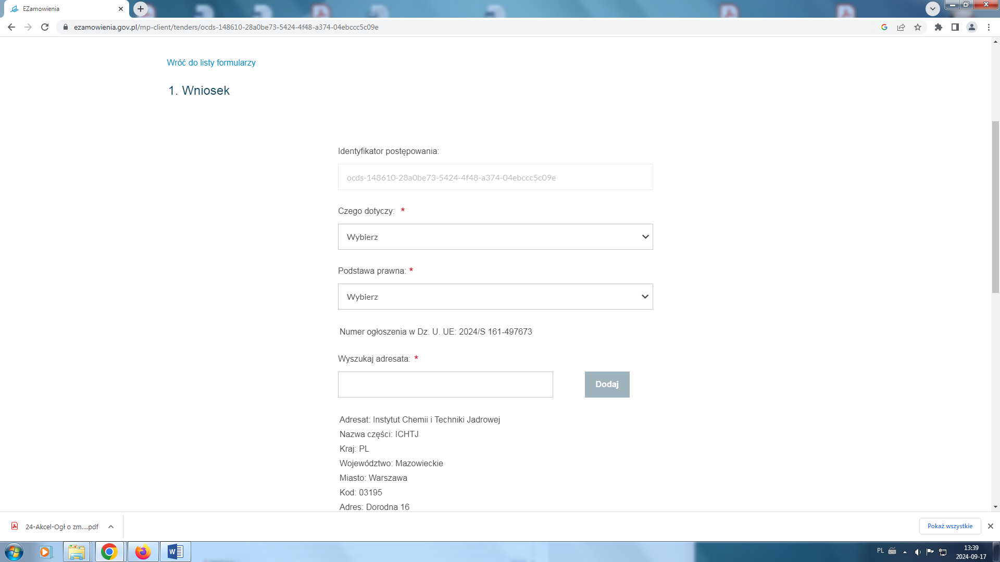 EZamowienia
ezamowienia.gov.pl/mp-client/tenders/ocds-148610-28a0be73-5424-4f48-a374-04ebccc5c09e
Wróć do listy formularzy
1. Wniosek
Identyfikator postępowania:
ocds-148610-28a0be73-5424-4f48-a374-04ebccc5c09e
Czego dotyczy: *
Wybierz
Podstawa prawna: *
Wybierz
Numer ogłoszenia w Dz. U. UE: 2024/S 161-497673
Wyszukaj adresata: *
Dodaj
Adresat: Instytut Chemii i Techniki Jadrowej
Nazwa części: ICHTJ
Kraj: PL
Województwo: Mazowieckie
Miasto: Warszawa
Kod: 03195
Adres: Dorodna 16
24-Akcel-Ogł o zm....pdf
Pokaż wszystkie
PL
13:39
2024-09-17